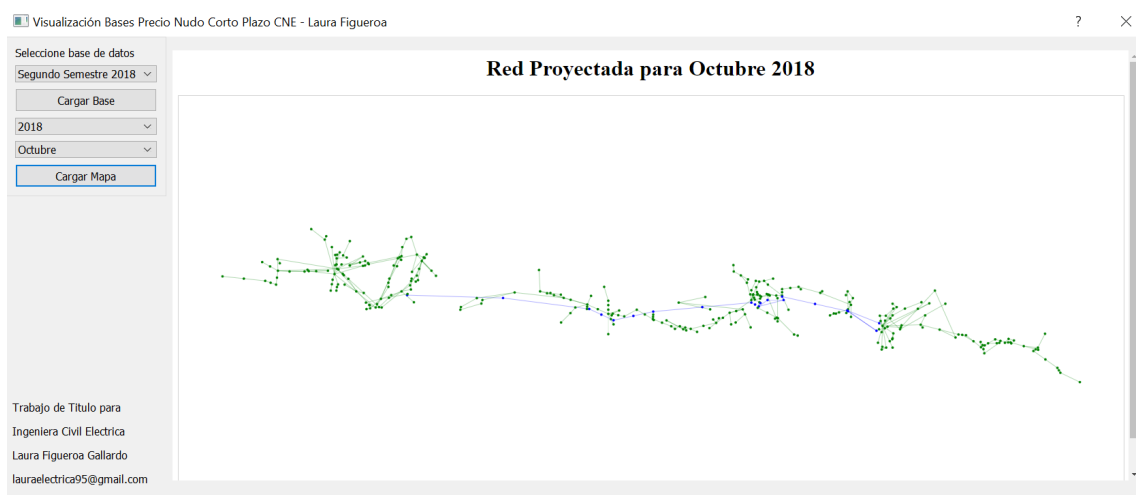 Visualización Bases Precio Nudo Corto Plazo CNE - Laura Figueroa
?
Seleccione base de datos
Segundo Semestre 2018
Cargar Base
2018
Octubre
Cargar Mapa
Red Proyectada para Octubre 2018
Trabajo de Titulo para
Ingeniera Civil Electrica
Laura Figueroa Gallardo
lauraelectrica95@gmail.com